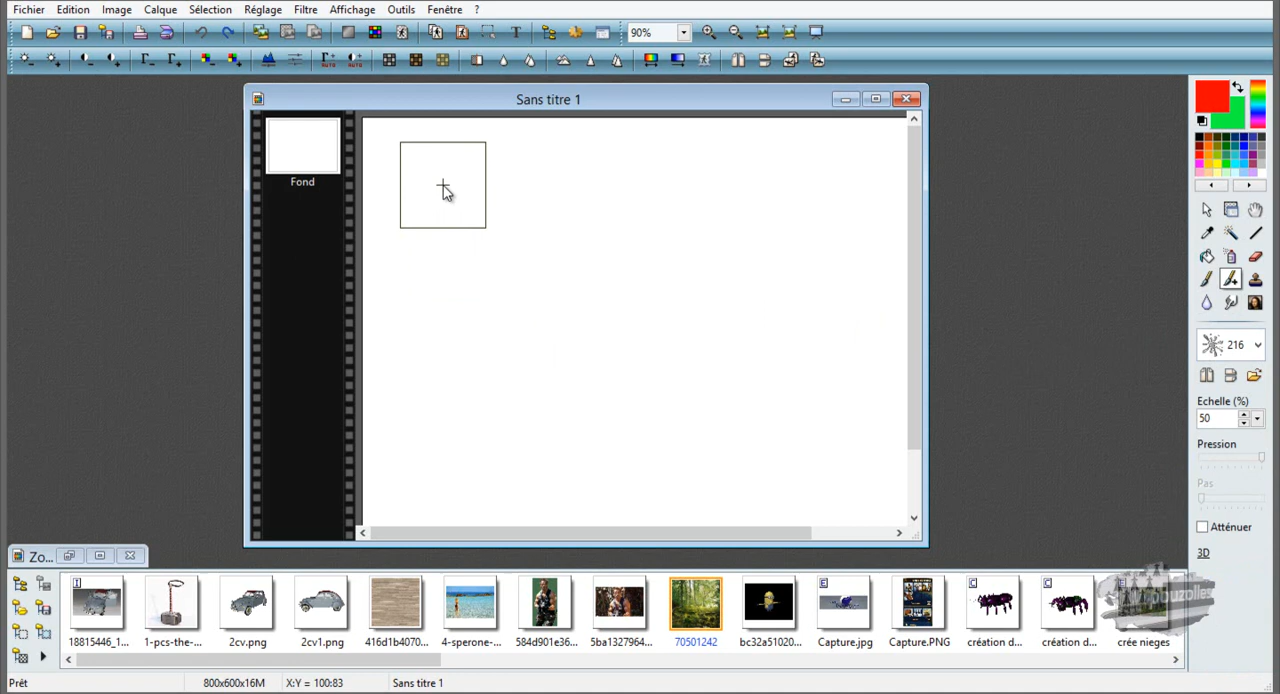 Fichier Edition Image Calque Sélection Réglage Filtre Affichage Outils Fenêtre ?
90%
Sans titre 1
Fond
216
Echelle (%)
50
Pression
Pas
Atténuer
3D
Zo...
18815446_1... 1-pcs-the-... 2cv.png 2cv1.png 416d1b4070... 4-sperone-... 584d901e36... 5ba1327964... 70501242 bc32a51020... Capture.jpg Capture.PNG création d... création d... crée nieges
Prêt 800x600x16M X:Y = 100:83 Sans titre 1